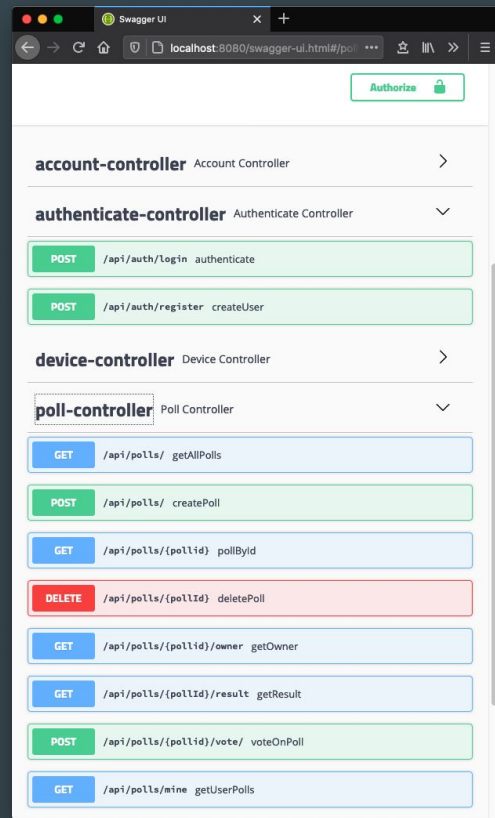 Swagger UI
localhost:8080/swagger-ui.html#/pol
Authorize
account-controller Account Controller
authenticate-controller Authenticate Controller
POST /api/auth/login authenticate
POST /api/auth/register createUser
device-controller Device Controller
poll-controller Poll Controller
GET /api/polls/ getAllPolls
POST /api/polls/ createPoll
GET /api/polls/{pollid} pollById
DELETE /api/polls/{pollId} deletePoll
GET /api/polls/{pollid}/owner getOwner
GET /api/polls/{pollId}/result getResult
POST /api/polls/{pollid}/vote/ voteOnPoll
GET /api/polls/mine getUserPolls